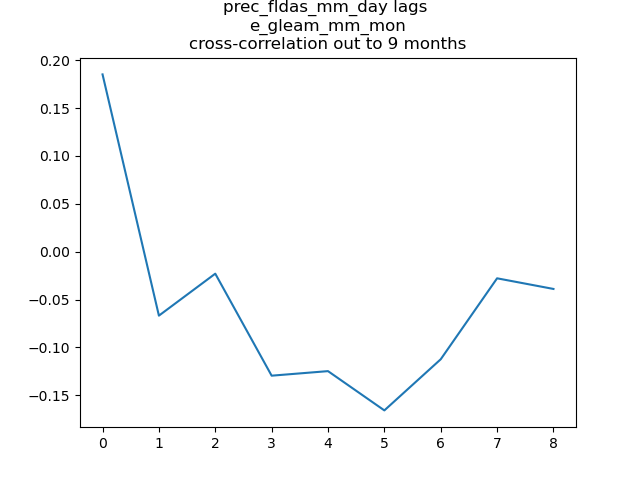 prec_fldas_mm_day lags
e_gleam_mm_mon
cross-correlation out to 9 months
0.20
0.15
0.10
0.05
0.00
−0.05
−0.10
−0.15
0 1 2 3 4 5 6 7 8